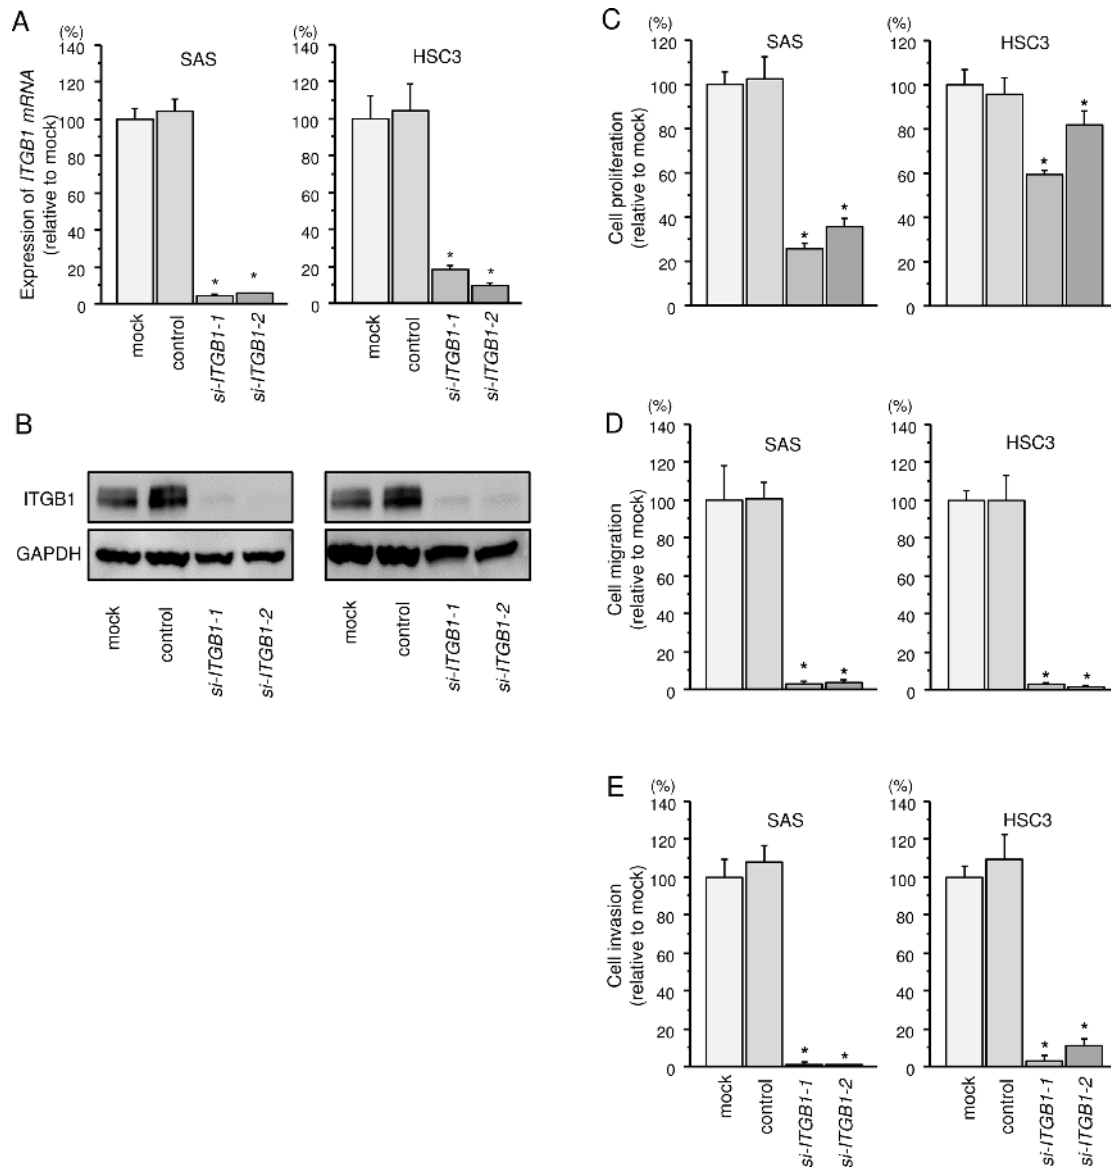 A
(%)
140
120
100
80
60
40
20
0
Expression of ITGB1 mRNA
(relative to mock)
SAS
mock
control
si-ITGB1-1
si-ITGB1-2
*
*
(%)
140
120
100
80
60
40
20
0
HSC3
mock
control
si-ITGB1-1
si-ITGB1-2
*
*
B
ITGB1
GAPDH
mock
control
si-ITGB1-1
si-ITGB1-2
mock
control
si-ITGB1-1
si-ITGB1-2
C
(%)
120
100
80
60
40
20
0
Cell proliferation
(relative to mock)
SAS
*
*
(%)
120
100
80
60
40
20
0
HSC3
*
*
D
(%)
140
120
100
80
60
40
20
0
Cell migration
(relative to mock)
SAS
*
*
(%)
140
120
100
80
60
40
20
0
HSC3
*
*
E
(%)
140
120
100
80
60
40
20
0
Cell invasion
(relative to mock)
SAS
*
*
mock
control
si-ITGB1-1
si-ITGB1-2
(%)
140
120
100
80
60
40
20
0
HSC3
*
*
mock
control
si-ITGB1-1
si-ITGB1-2